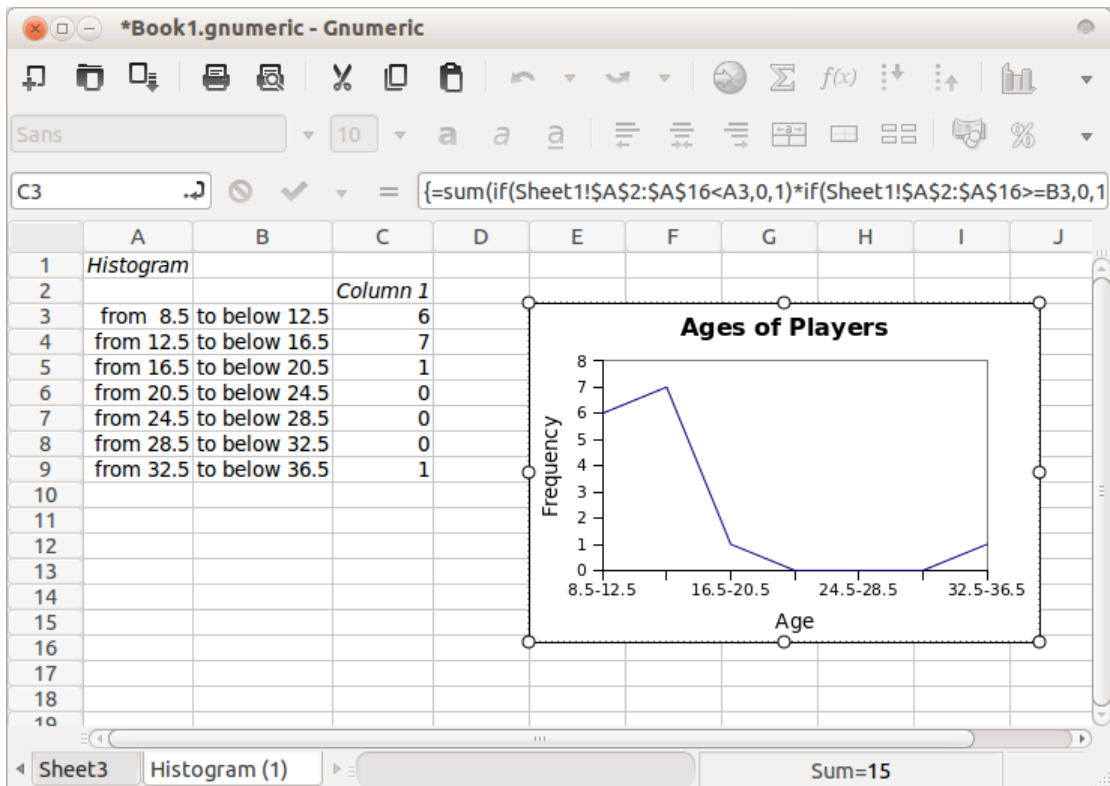 *Book1.gnumeric - Gnumeric
f(x)
Sans 10 a a a
C3 = {=sum(if(Sheet1!$A$2:$A$16<A3,0,1)*if(Sheet1!$A$2:$A$16>=B3,0,1
A B C D E F G H I J
1 Histogram
2 Column 1
3 from 8.5 to below 12.5 6
4 from 12.5 to below 16.5 7
5 from 16.5 to below 20.5 1
6 from 20.5 to below 24.5 0
7 from 24.5 to below 28.5 0
8 from 28.5 to below 32.5 0
9 from 32.5 to below 36.5 1
10
11
12
13
14
15
16
17
18
19
Ages of Players
Frequency
8
7
6
5
4
3
2
1
0
8.5-12.5 16.5-20.5 24.5-28.5 32.5-36.5
Age
Sheet3 Histogram (1) Sum=15